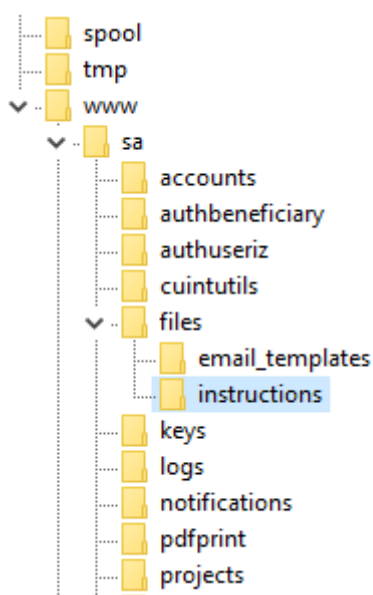 spool
tmp
www
sa
accounts
authbeneficiary
authuseriz
cuintutils
files
email_templates
instructions
keys
logs
notifications
pdfprint
projects